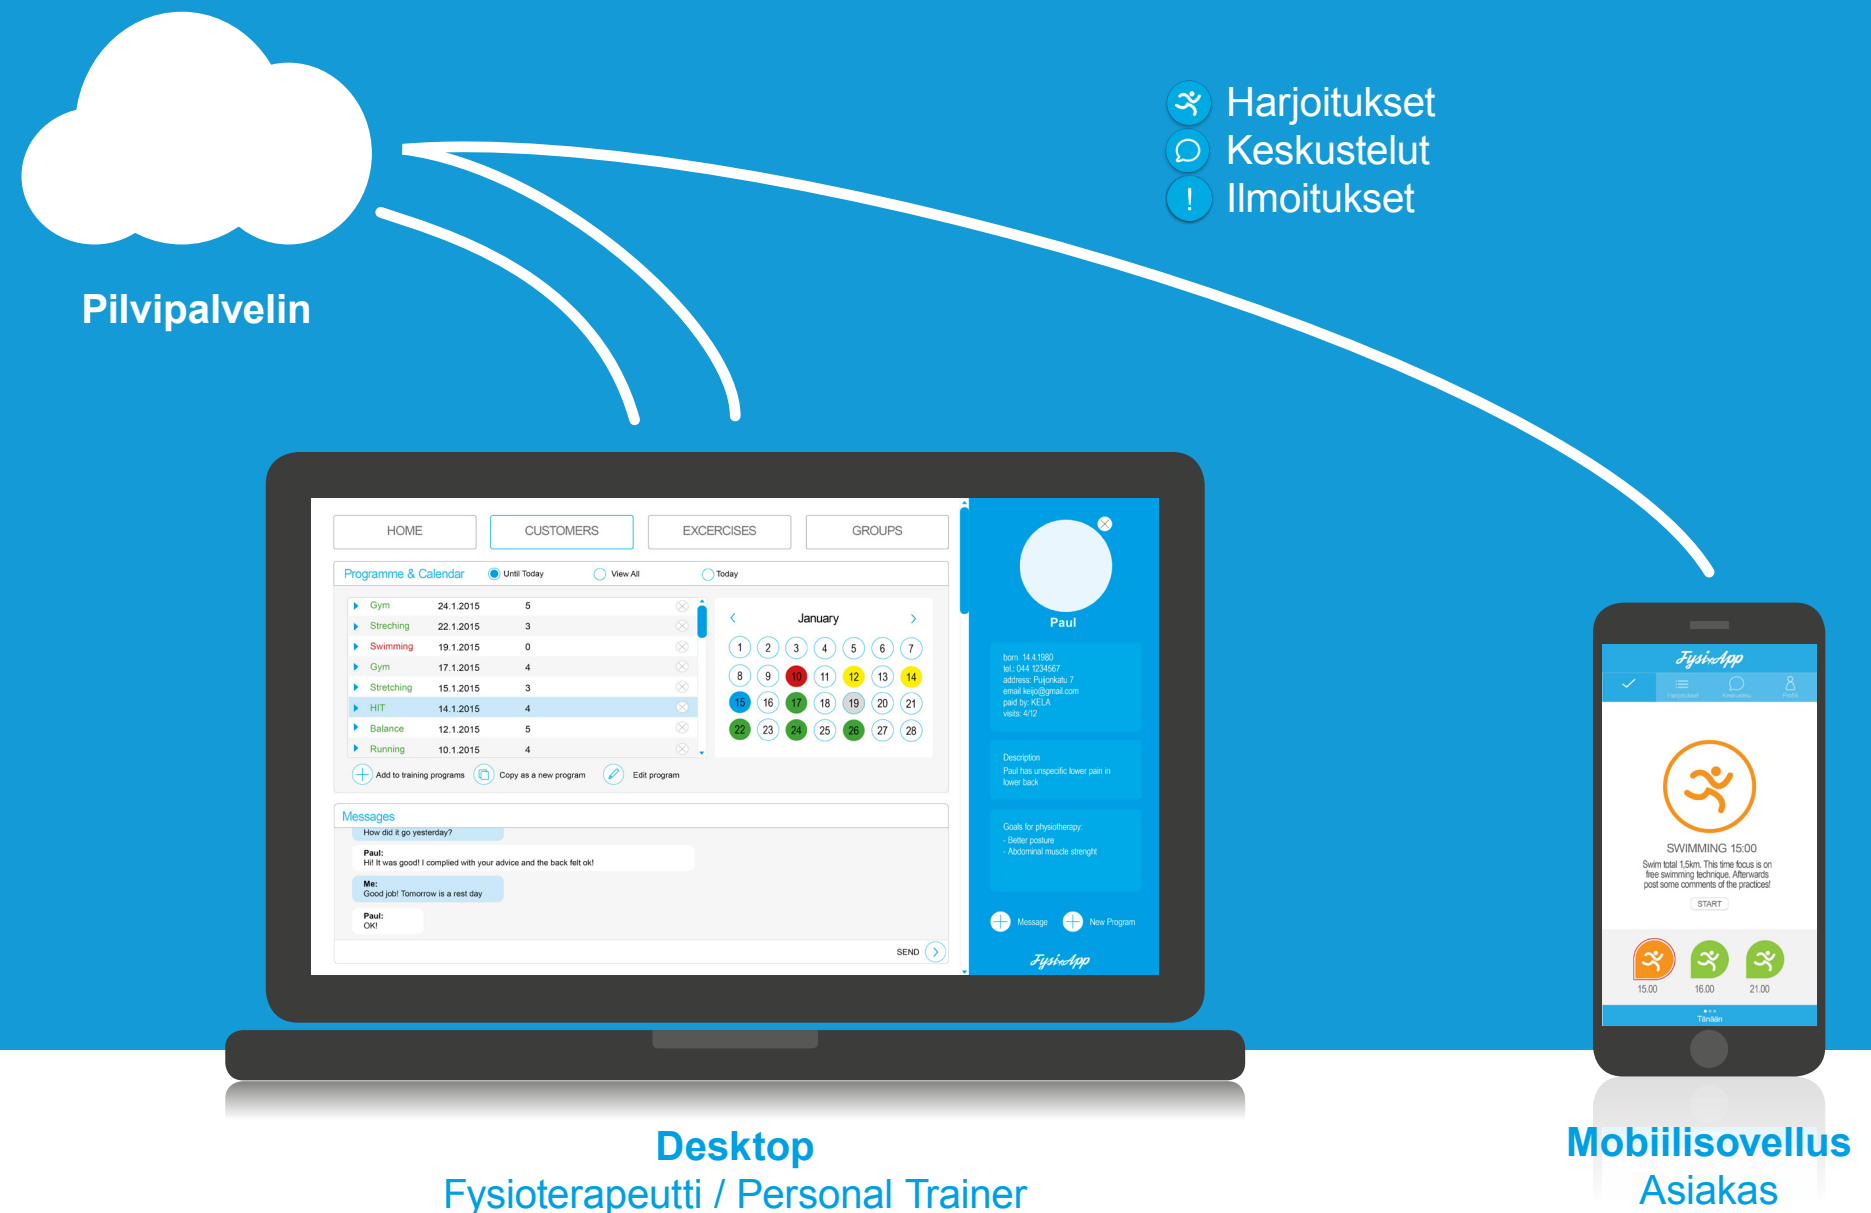 Harjoitukset
Keskustelut
!
Ilmoitukset
Pilvipalvelin
HOME
CUSTOMERS
EXCERCISES
GROUPS
Programme & Calendar
Until Today
View All
Today
Gym 24.1.2015 5
Streching 22.1.2015 3
Swimming 19.1.2015 0
Gym 17.1.2015 4
Stretching 15.1.2015 3
HIT 14.1.2015 4
Balance 12.1.2015 5
Running 10.1.2015 4
January
1 2 3 4 5 6 7
8 9 10 11 12 13 14
15 16 17 18 19 20 21
22 23 24 25 26 27 28
Add to training programs
Copy as a new program
Edit program
Messages
How did it go yesterday?
Paul:
Hi! It was good! I complied with your advice and the back felt ok!
Me:
Good job! Tomorrow is a rest day
Paul:
OK!
SEND
Paul
born 14.4.1980
tel.: 044 1234567
address: Puijonkatu 7
email keijo@gmail.com
paid by: KELA
visits: 4/12
Description
Paul has unspecific lower pain in
lower back
Goals for physiotherapy:
- Better posture
- Abdominal muscle strenght
Message
New Program
FysioApp
FysioApp
Harjoitukset
Keskustelu
Profiili
SWIMMING 15:00
Swim total 1,5km. This time focus is on
free swimming technique. Afterwards
post some comments of the practices!
START
15.00
16.00
21.00
Tänään
Desktop
Fysioterapeutti / Personal Trainer
Mobiilisovellus
Asiakas